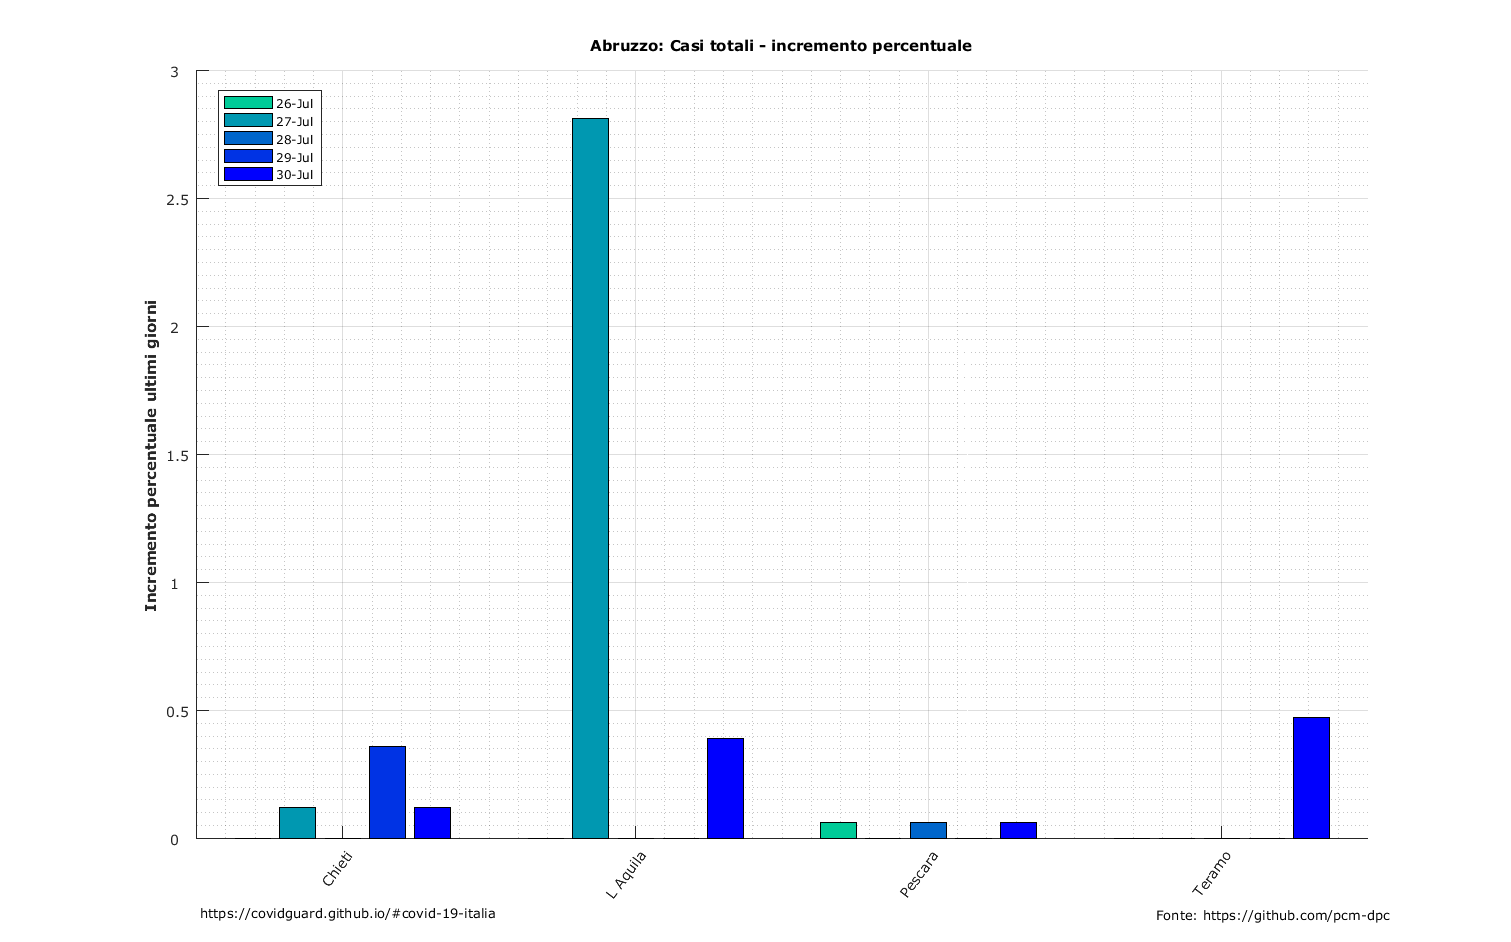 Abruzzo: Casi totali - incremento percentuale
3
2.5
2
1.5
1
0.5
0
Incremento percentuale ultimi giorni
26-Jul
27-Jul
28-Jul
29-Jul
30-Jul
Chieti
L Aquila
Pescara
Teramo
https://covidguard.github.io/#covid-19-italia
Fonte: https://github.com/pcm-dpc